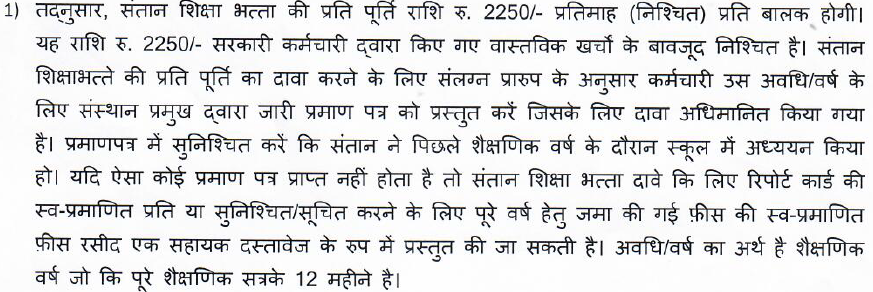 1) तद्नुसार, संतान शिक्षा भत्ता की प्रति पूर्ति राशि रु. 2250/- प्रतिमाह (निश्चित) प्रति बालक होगी।
यह राशि रु. 2250/- सरकारी कर्मचारी द्वारा किए गए वास्तविक खर्चो के बावजूद निश्चित है। संतान
शिक्षाभत्ते की प्रति पूर्ति का दावा करने के लिए संलग्न प्रारुप के अनुसार कर्मचारी उस अवधि/वर्ष के
लिए संस्थान प्रमुख द्वारा जारी प्रमाण पत्र को प्रस्तुत करें जिसके लिए दावा अधिमानित किया गया
है। प्रमाणपत्र में सुनिश्चित करें कि संतान ने पिछले शैक्षणिक वर्ष के दौरान स्कूल में अध्ययन किया
हो। यदि ऐसा कोई प्रमाण पत्र प्राप्त नहीं होता है तो संतान शिक्षा भत्ता दावे कि लिए रिपोर्ट कार्ड की
स्व-प्रमाणित प्रति या सुनिश्चित/सूचित करने के लिए पूरे वर्ष हेतु जमा की गई फ़ीस की स्व-प्रमाणित
फ़ीस रसीद एक सहायक दस्तावेज के रुप में प्रस्तुत की जा सकती है। अवधि/वर्ष का अर्थ है शैक्षणिक
वर्ष जो कि पूरे शैक्षणिक सत्रके 12 महीने है।